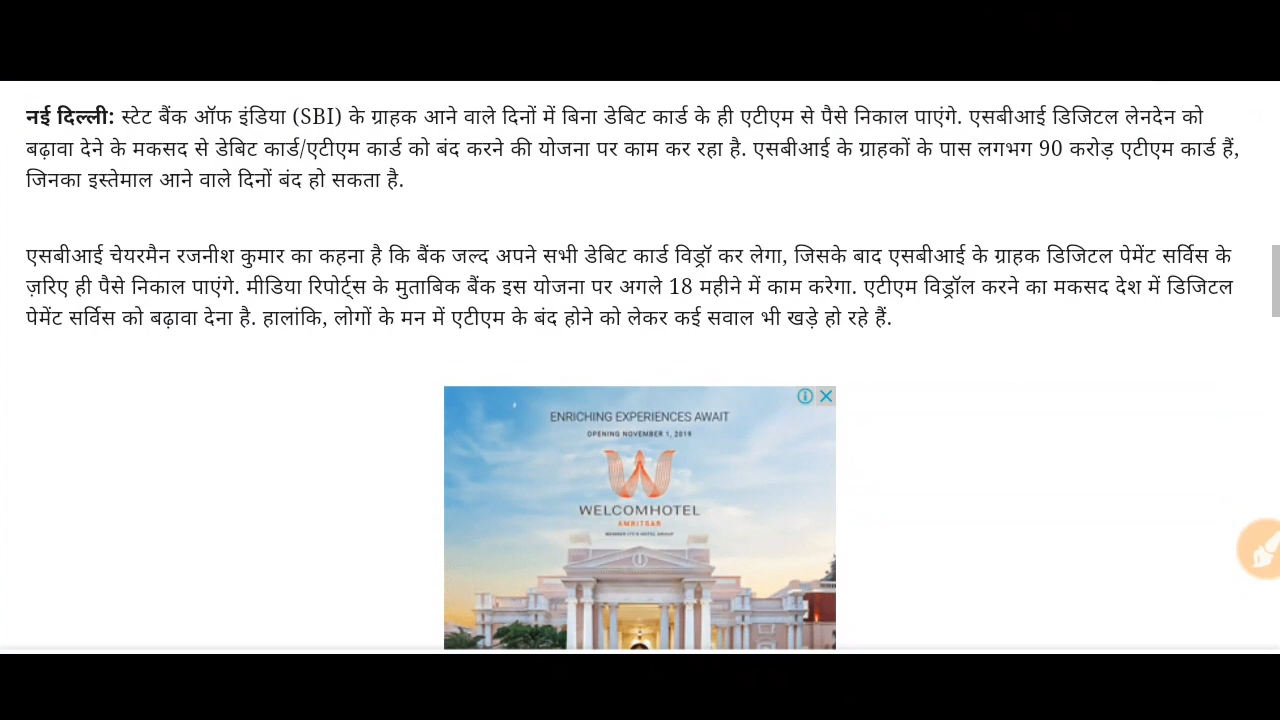 नई दिल्ली: स्टेट बैंक ऑफ इंडिया (SBI) के ग्राहक आने वाले दिनों में बिना डेबिट कार्ड के ही एटीएम से पैसे निकाल पाएंगे. एसबीआई डिजिटल लेनदेन को
बढ़ावा देने के मकसद से डेबिट कार्ड/एटीएम कार्ड को बंद करने की योजना पर काम कर रहा है. एसबीआई के ग्राहकों के पास लगभग 90 करोड़ एटीएम कार्ड हैं,
जिनका इस्तेमाल आने वाले दिनों बंद हो सकता है.
एसबीआई चेयरमैन रजनीश कुमार का कहना है कि बैंक जल्द अपने सभी डेबिट कार्ड विड्रॉ कर लेगा, जिसके बाद एसबीआई के ग्राहक डिजिटल पेमेंट सर्विस के
ज़रिए ही पैसे निकाल पाएंगे. मीडिया रिपोर्ट्स के मुताबिक बैंक इस योजना पर अगले 18 महीने में काम करेगा. एटीएम विड्रॉल करने का मकसद देश में डिजिटल
पेमेंट सर्विस को बढ़ावा देना है. हालांकि, लोगों के मन में एटीएम के बंद होने को लेकर कई सवाल भी खड़े हो रहे हैं.
ENRICHING EXPERIENCES AWAIT
OPENING NOVEMBER 1, 2019
WELCOMHOTEL
AMRITSAR
MEMBER ITC'S HOTEL GROUP